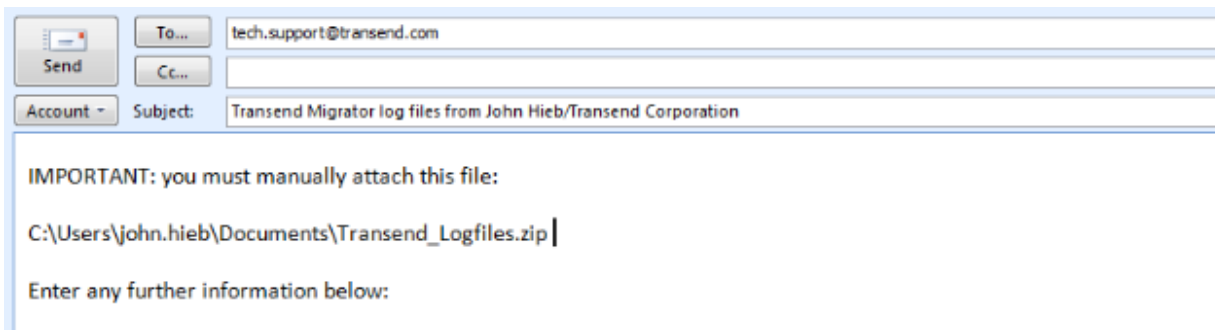 To... tech.support@transend.com
Send
Cc...
Account Subject: Transend Migrator log files from John Hieb/Transend Corporation
IMPORTANT: you must manually attach this file:
C:\Users\john.hieb\Documents\Transend_Logfiles.zip
Enter any further information below: